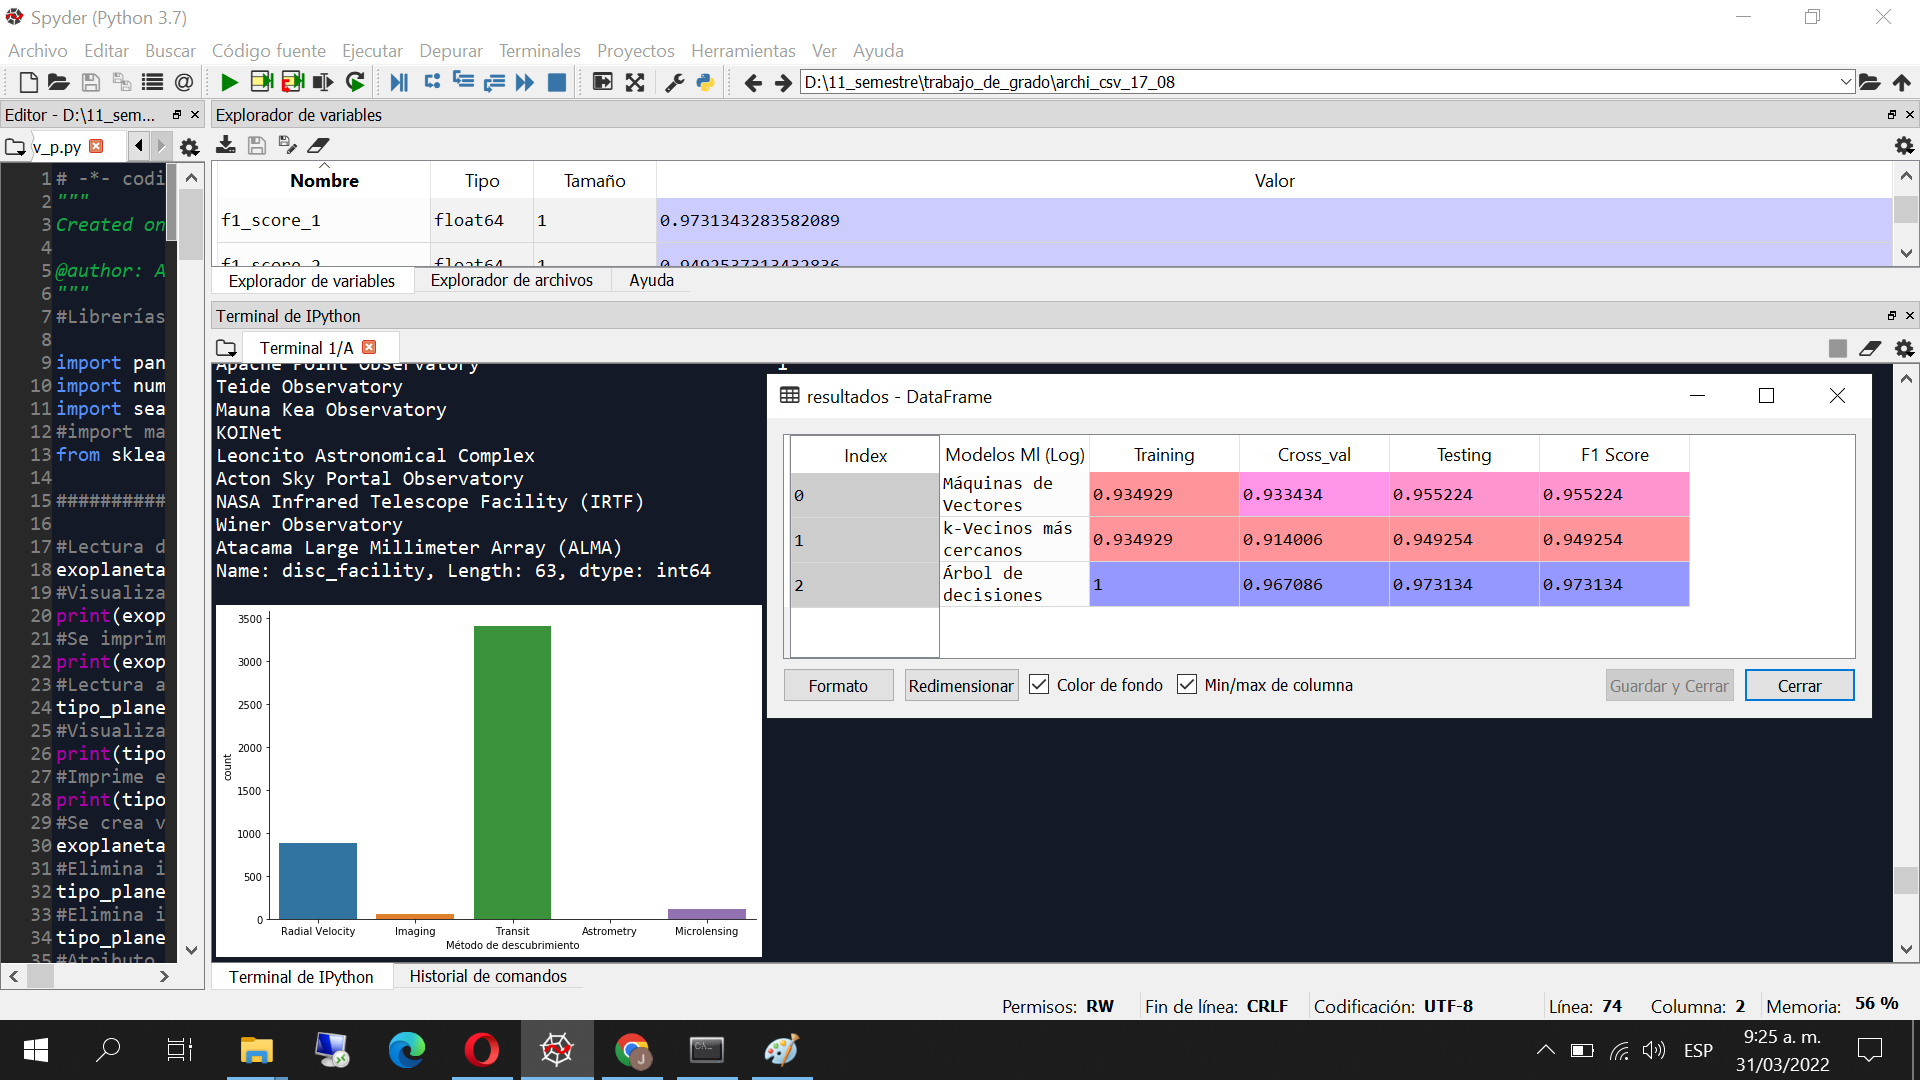 Spyder (Python 3.7)
Archivo Editar Buscar Código fuente Ejecutar Depurar Terminales Proyectos Herramientas Ver Ayuda
D:\11_semestre\trabajo_de_grado\archi_csv_17_08
Editor - D:\11_sem...
v_p.py
1 # -*- codi
2 """
3 Created on
4
5 @author: A
6 """
7 #Librerías
8
9 import pan
10 import num
11 import sea
12 #import ma
13 from sklea
14
15 ##########
16
17 #Lectura d
18 exoplaneta
19 #Visualiza
20 print(exop
21 #Se imprim
22 print(exop
23 #Lectura a
24 tipo_plane
25 #Visualiza
26 print(tipo
27 #Imprime e
28 print(tipo
29 #Se crea v
30 exoplaneta
31 #Elimina i
32 tipo_plane
33 #Elimina i
34 tipo_plane
35 #Atributo
Explorador de variables
Nombre Tipo Tamaño Valor
f1_score_1 float64 1 0.9731343283582089
f1_score_2 float64 1 0.9492537313432836
Explorador de variables Explorador de archivos Ayuda
Terminal de IPython
Terminal 1/A
Apache Point Observatory 1
Teide Observatory
Mauna Kea Observatory
KOINet
Leoncito Astronomical Complex
Acton Sky Portal Observatory
NASA Infrared Telescope Facility (IRTF)
Winer Observatory
Atacama Large Millimeter Array (ALMA)
Name: disc_facility, Length: 63, dtype: int64
3500
3000
2500
2000
1500
1000
500
0
count
Radial Velocity Imaging Transit Astrometry Microlensing
Método de descubrimiento
resultados - DataFrame
Index Modelos Ml (Log) Training Cross_val Testing F1 Score
0 Máquinas de Vectores 0.934929 0.933434 0.955224 0.955224
1 k-Vecinos más cercanos 0.934929 0.914006 0.949254 0.949254
2 Árbol de decisiones 1 0.967086 0.973134 0.973134
Formato Redimensionar Color de fondo Min/max de columna Guardar y Cerrar Cerrar
Terminal de IPython Historial de comandos
Permisos: RW Fin de línea: CRLF Codificación: UTF-8 Línea: 74 Columna: 2 Memoria: 56 %
ESP
9:25 a. m.
31/03/2022